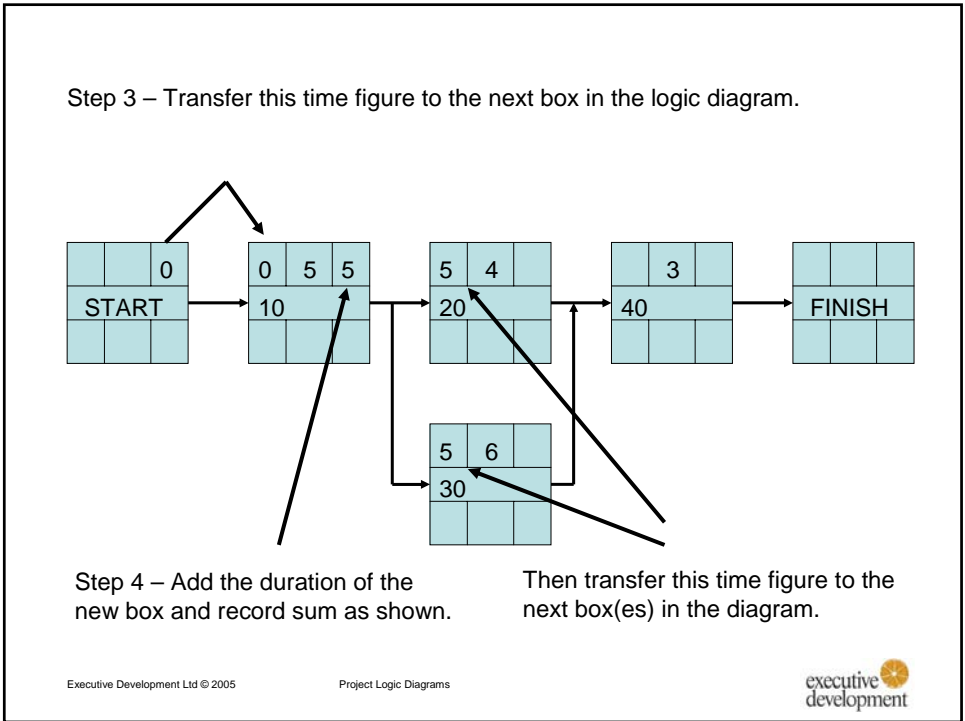 Step 3 – Transfer this time figure to the next box in the logic diagram.
0
START
0 5 5
10
5 4
20
3
40
FINISH
5 6
30
Step 4 – Add the duration of the
new box and record sum as shown.
Then transfer this time figure to the
next box(es) in the diagram.
Executive Development Ltd © 2005
Project Logic Diagrams
executive
development